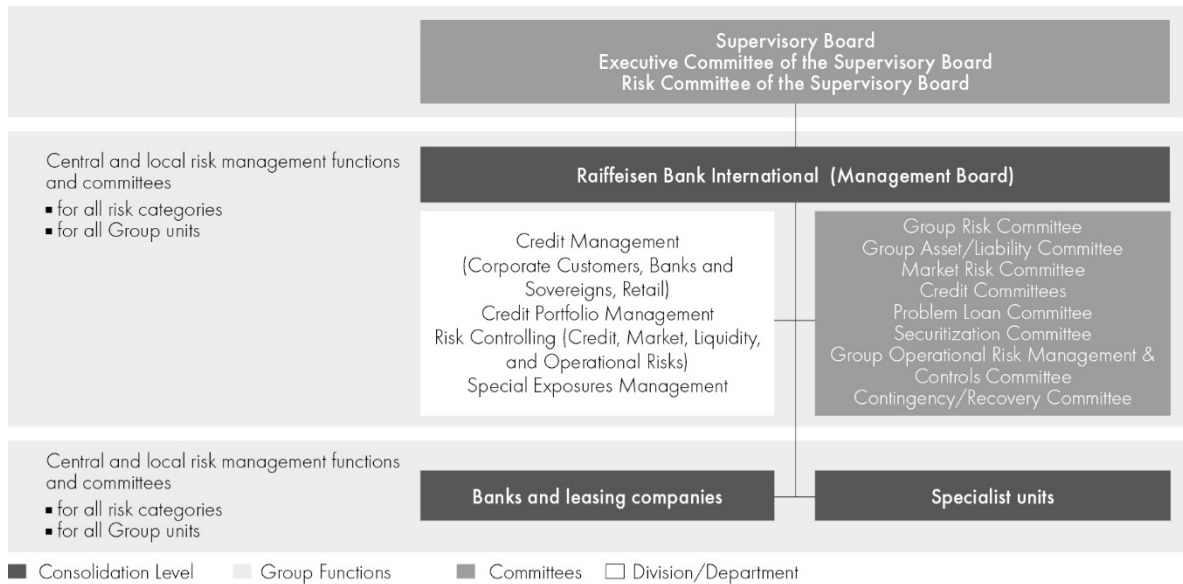 Supervisory Board
Executive Committee of the Supervisory Board
Risk Committee of the Supervisory Board
Central and local risk management functions
and committees
▪ for all risk categories
▪ for all Group units
Raiffeisen Bank International (Management Board)
Credit Management
(Corporate Customers, Banks and
Sovereigns, Retail)
Credit Portfolio Management
Risk Controlling (Credit, Market, Liquidity,
and Operational Risks)
Special Exposures Management
Group Risk Committee
Group Asset/Liability Committee
Market Risk Committee
Credit Committees
Problem Loan Committee
Securitization Committee
Group Operational Risk Management &
Controls Committee
Contingency/Recovery Committee
Central and local risk management functions
and committees
▪ for all risk categories
▪ for all Group units
Banks and leasing companies
Specialist units
Consolidation Level
Group Functions
Committees
Division/Department